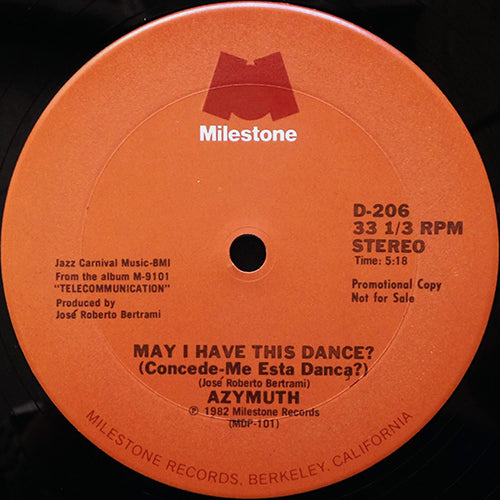 Milestone
D-206
33 1/3 RPM
STEREO
Time: 5:18
Jazz Carnival Music-BMI
From the album M-9101
"TELECOMMUNICATION"
Produced by
José Roberto Bertrami
Promotional Copy
Not for Sale
MAY I HAVE THIS DANCE?
(Concede-Me Esta Dança?)
(José Roberto Bertrami)
AZYMUTH
℗ 1982 Milestone Records
(MDP-101)
MILESTONE RECORDS, BERKELEY, CALIFORNIA